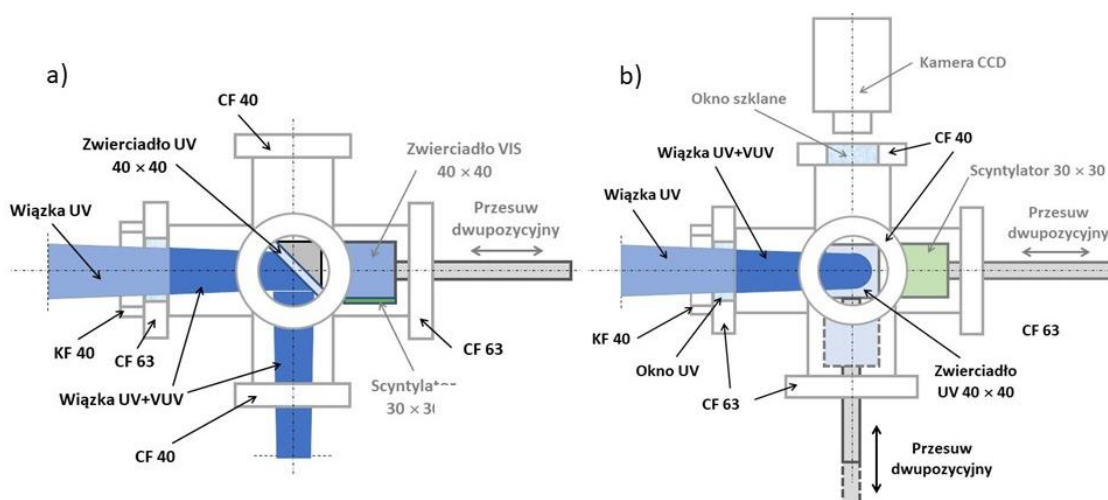 a)
CF 40
Zwierciadło UV
40 × 40
Zwierciadło VIS
40 × 40
Wiązka UV
Przesuw
dwupozycyjny
KF 40
CF 63
CF 63
Wiązka UV+VUV
Scyntylator
30 × 3
CF 40
b)
Kamera CCD
Okno szklane
CF 40
Wiązka UV+VUV
Scyntylator 30 × 30
Wiązka UV
Przesuw
dwupozycyjny
KF 40
CF 63
Okno UV
Zwierciadło
UV 40 × 40
CF 63
Przesuw
dwupozycyjny